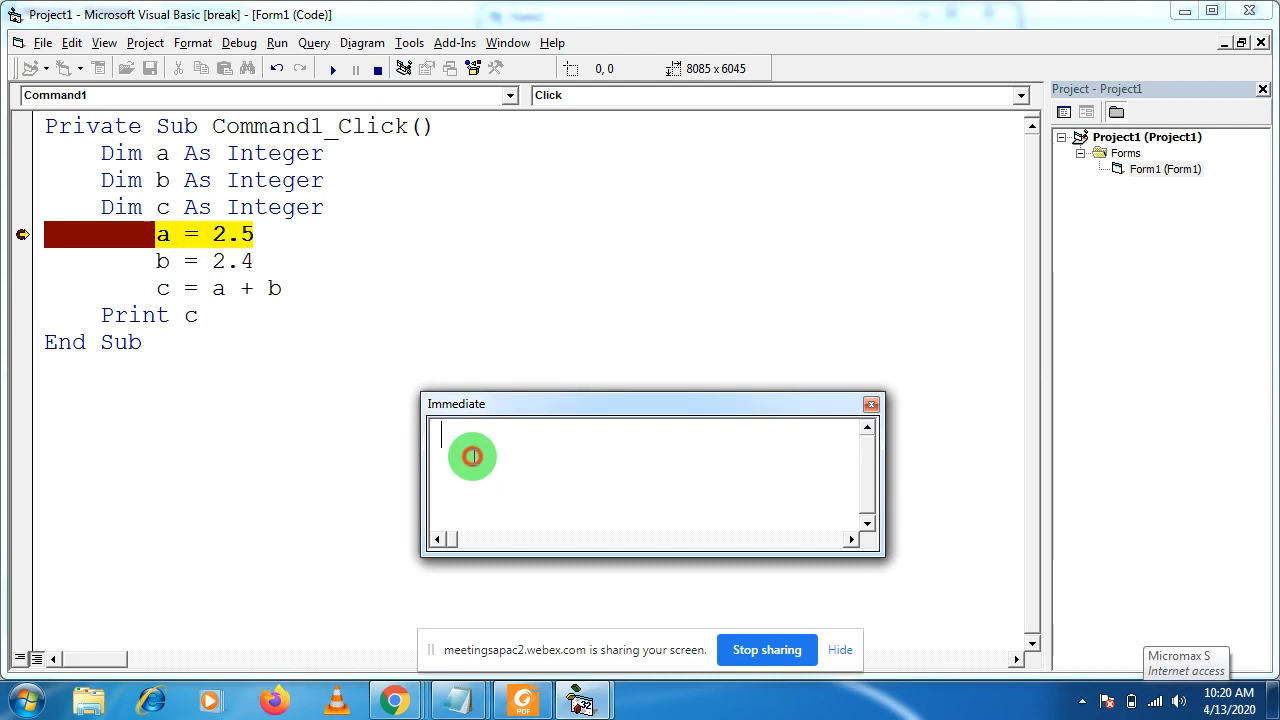 Project1 - Microsoft Visual Basic [break] - [Form1 (Code)]
File Edit View Project Format Debug Run Query Diagram Tools Add-Ins Window Help
0, 0 8085 x 6045
Command1 Click
Project - Project1
Private Sub Command1_Click()
Dim a As Integer
Dim b As Integer
Dim c As Integer
a = 2.5
b = 2.4
c = a + b
Print c
End Sub
Project1 (Project1)
Forms
Form1 (Form1)
Immediate
meetingsapac2.webex.com is sharing your screen. Stop sharing Hide
Micromax S
Internet access
PDF
32
10:20 AM
4/13/2020